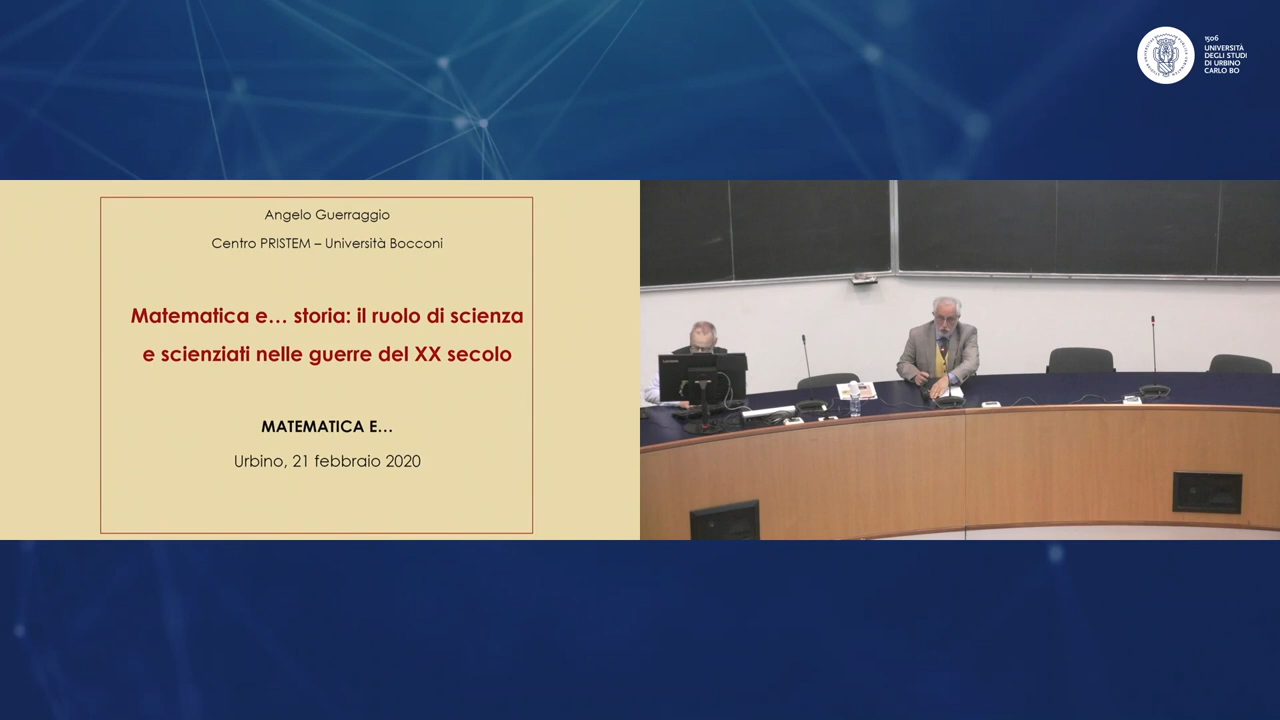 1506
UNIVERSITÀ
DEGLI STUDI
DI URBINO
CARLO BO
Angelo Guerraggio
Centro PRISTEM – Università Bocconi
Matematica e… storia: il ruolo di scienza
e scienziati nelle guerre del XX secolo
MATEMATICA E…
Urbino, 21 febbraio 2020